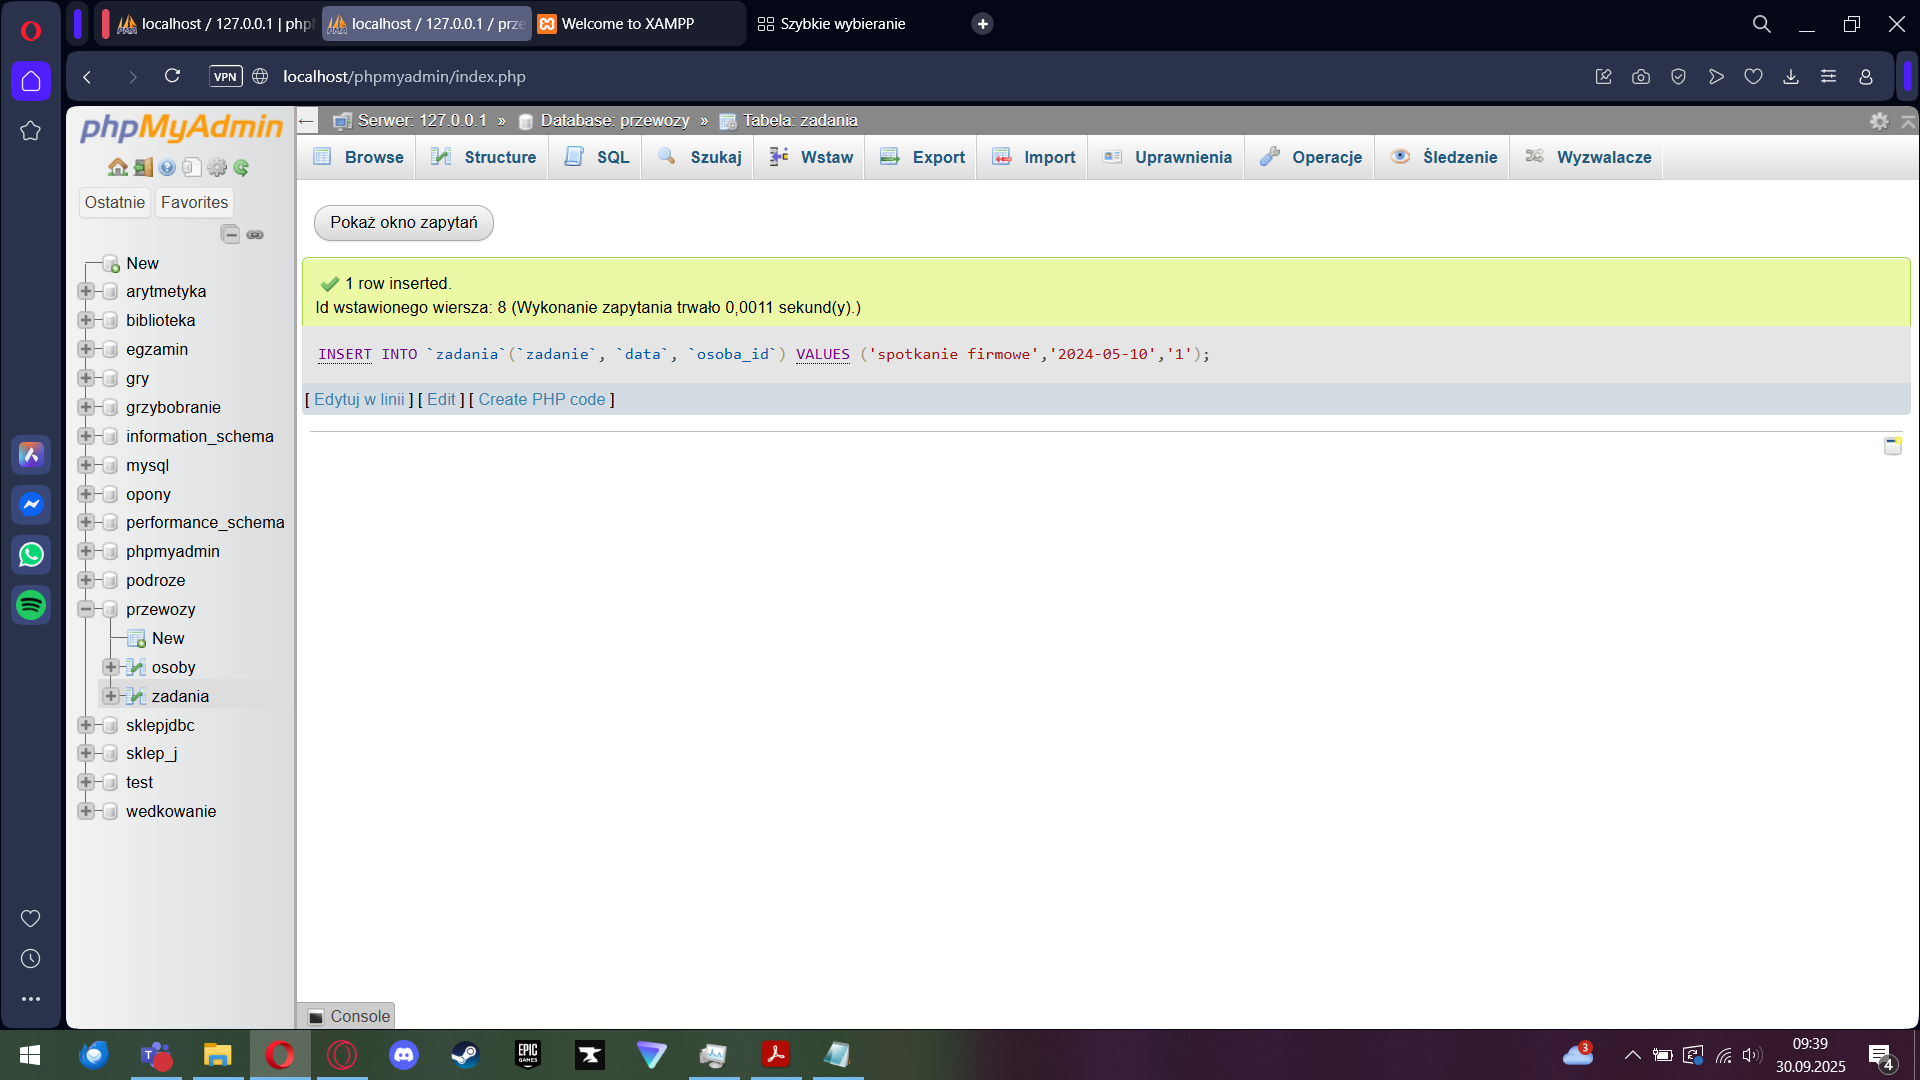 localhost / 127.0.0.1 | php
localhost / 127.0.0.1 / prze
Welcome to XAMPP
Szybkie wybieranie
VPN
localhost/phpmyadmin/index.php
phpMyAdmin
Ostatnie
Favorites
New
arytmetyka
biblioteka
egzamin
gry
grzybobranie
information_schema
mysql
opony
performance_schema
phpmyadmin
podroze
przewozy
New
osoby
zadania
sklepjdbc
sklep_j
test
wedkowanie
Serwer: 127.0.0.1 » Database: przewozy » Tabela: zadania
Browse
Structure
SQL
Szukaj
Wstaw
Export
Import
Uprawnienia
Operacje
Śledzenie
Wyzwalacze
Pokaż okno zapytań
1 row inserted.
Id wstawionego wiersza: 8 (Wykonanie zapytania trwało 0,0011 sekund(y).)
INSERT INTO `zadania`(`zadanie`, `data`, `osoba_id`) VALUES ('spotkanie firmowe','2024-05-10','1');
[ Edytuj w linii ] [ Edit ] [ Create PHP code ]
Console
EPIC
GAMES
3
09:39
30.09.2025
4